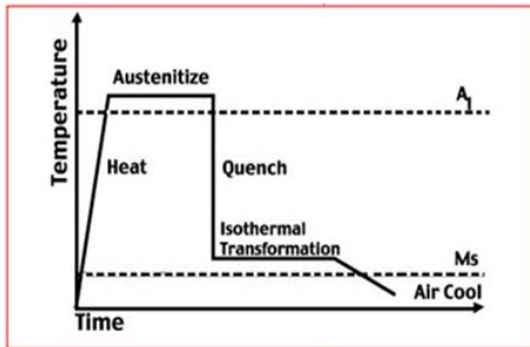 Temperature
Austenitize
A1
Heat
Quench
Isothermal
Transformation
Ms
Air Cool
Time